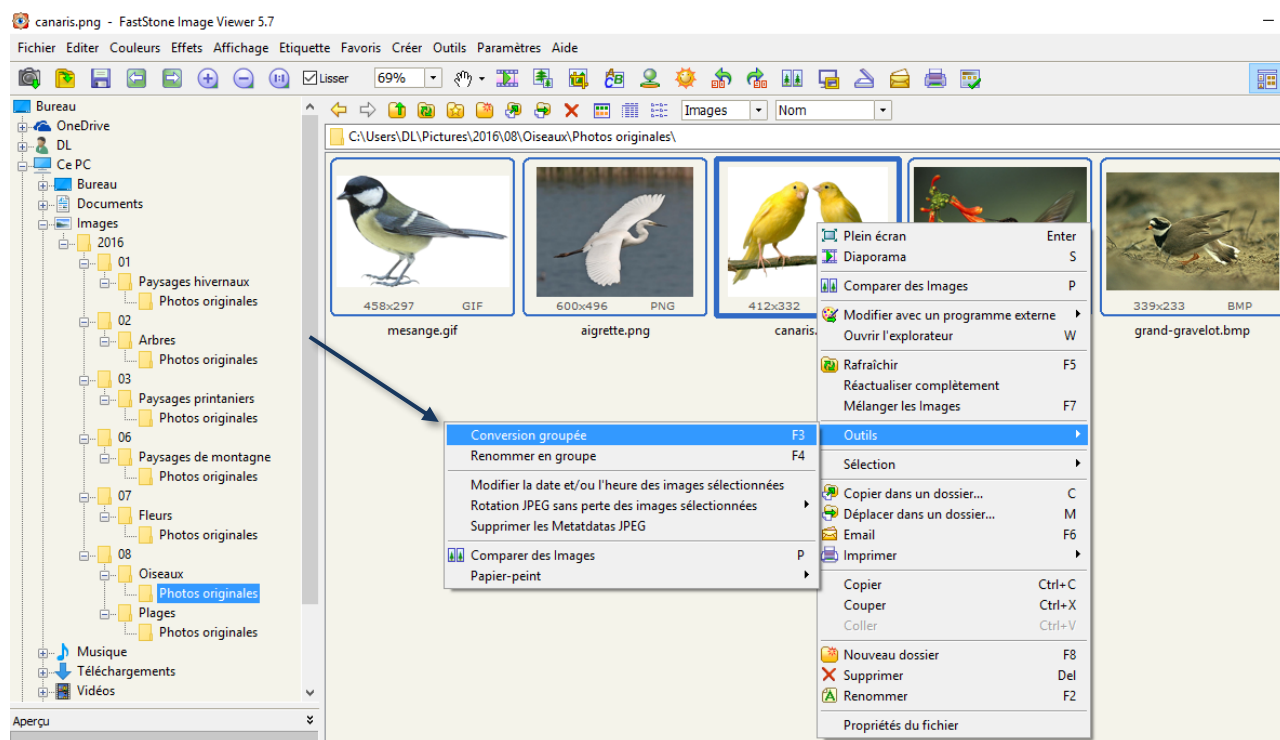 canaris.png - FastStone Image Viewer 5.7
Fichier Editer Couleurs Effets Affichage Etiquette Favoris Créer Outils Paramètres Aide
Lisser 69%
Images Nom
C:\Users\DL\Pictures\2016\08\Oiseaux\Photos originales\
Bureau
OneDrive
DL
Ce PC
Bureau
Documents
Images
2016
01
Paysages hivernaux
Photos originales
02
Arbres
Photos originales
03
Paysages printaniers
Photos originales
06
Paysages de montagne
Photos originales
07
Fleurs
Photos originales
08
Oiseaux
Photos originales
Plages
Photos originales
Musique
Téléchargements
Vidéos
Aperçu
458x297 GIF
mesange.gif
600x496 PNG
aigrette.png
412x332
canaris.
339x233 BMP
grand-gravelot.bmp
Plein écran Enter
Diaporama S
Comparer des Images P
Modifier avec un programme externe
Ouvrir l'explorateur W
Rafraîchir F5
Réactualiser complètement
Mélanger les Images F7
Outils
Sélection
Copier dans un dossier... C
Déplacer dans un dossier... M
Email F6
Imprimer
Copier Ctrl+C
Couper Ctrl+X
Coller Ctrl+V
Nouveau dossier F8
Supprimer Del
Renommer F2
Propriétés du fichier
Conversion groupée F3
Renommer en groupe F4
Modifier la date et/ou l'heure des images sélectionnées
Rotation JPEG sans perte des images sélectionnées
Supprimer les Metatdatas JPEG
Comparer des Images P
Papier-peint